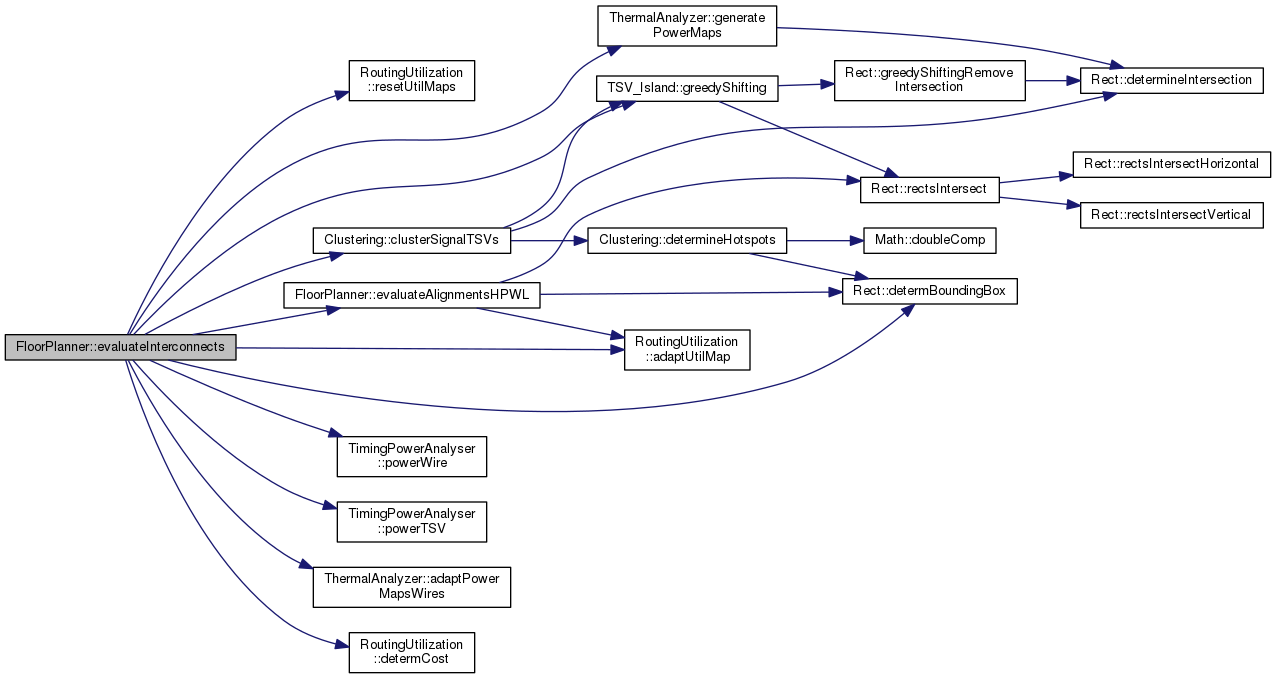 FloorPlanner::evaluateInterconnects
RoutingUtilization
::resetUtilMaps
ThermalAnalyzer::generate
PowerMaps
TSV_Island::greedyShifting
Clustering::clusterSignalTSVs
FloorPlanner::evaluateAlignmentsHPWL
RoutingUtilization
::adaptUtilMap
TimingPowerAnalyser
::powerWire
TimingPowerAnalyser
::powerTSV
ThermalAnalyzer::adaptPower
MapsWires
RoutingUtilization
::determCost
Clustering::determineHotspots
Rect::greedyShiftingRemove
Intersection
Rect::determineIntersection
Rect::rectsIntersect
Rect::rectsIntersectHorizontal
Rect::rectsIntersectVertical
Math::doubleComp
Rect::determBoundingBox